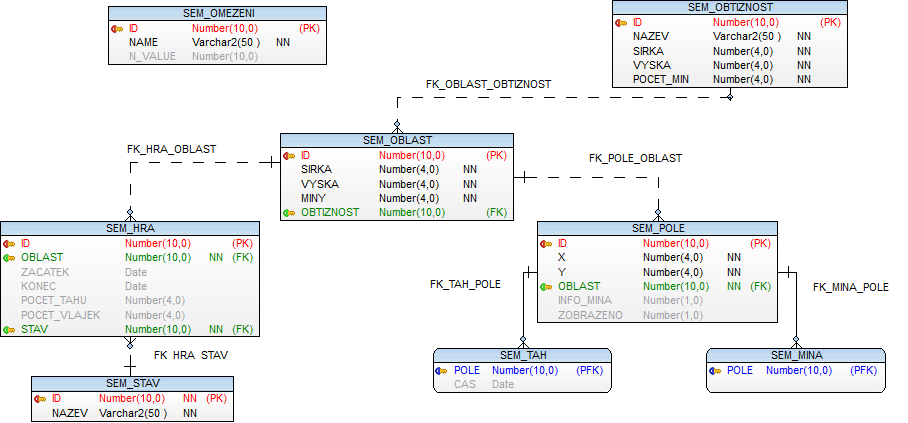 SEM_OMEZENI
ID Number(10,0) (PK)
NAME Varchar2(50 ) NN
N_VALUE Number(10,0)
SEM_OBTIZNOST
ID Number(10,0) (PK)
NAZEV Varchar2(50 ) NN
SIRKA Number(4,0) NN
VYSKA Number(4,0) NN
POCET_MIN Number(4,0) NN
FK_OBLAST_OBTIZNOST
SEM_OBLAST
ID Number(10,0) (PK)
SIRKA Number(4,0) NN
VYSKA Number(4,0) NN
MINY Number(4,0) NN
OBTIZNOST Number(10,0) (FK)
FK_HRA_OBLAST
FK_POLE_OBLAST
SEM_HRA
ID Number(10,0) (PK)
OBLAST Number(10,0) NN (FK)
ZACATEK Date
KONEC Date
POCET_TAHU Number(4,0)
POCET_VLAJEK Number(4,0)
STAV Number(10,0) NN (FK)
SEM_POLE
ID Number(10,0) (PK)
X Number(4,0) NN
Y Number(4,0) NN
OBLAST Number(10,0) NN (FK)
INFO_MINA Number(1,0)
ZOBRAZENO Number(1,0)
FK_TAH_POLE
FK_MINA_POLE
FK_HRA_STAV
SEM_STAV
ID Number(10,0) NN (PK)
NAZEV Varchar2(50 ) NN
SEM_TAH
POLE Number(10,0) (PFK)
CAS Date
SEM_MINA
POLE Number(10,0) (PFK)